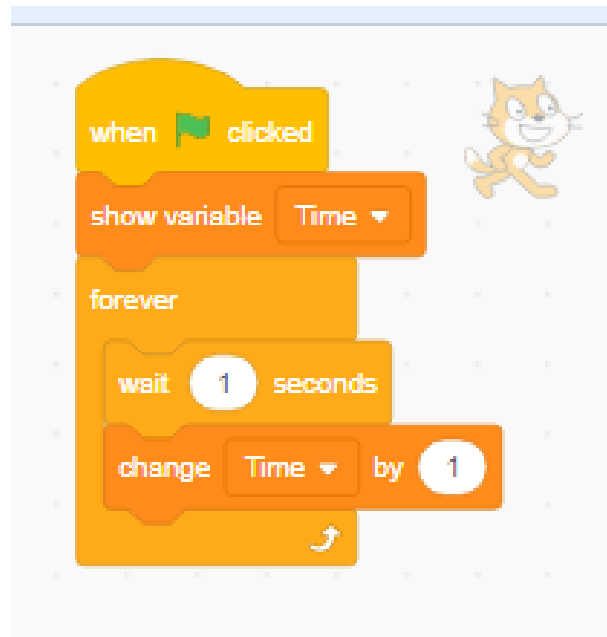 when clicked
show variable Time
forever
wait 1 seconds
change Time by 1